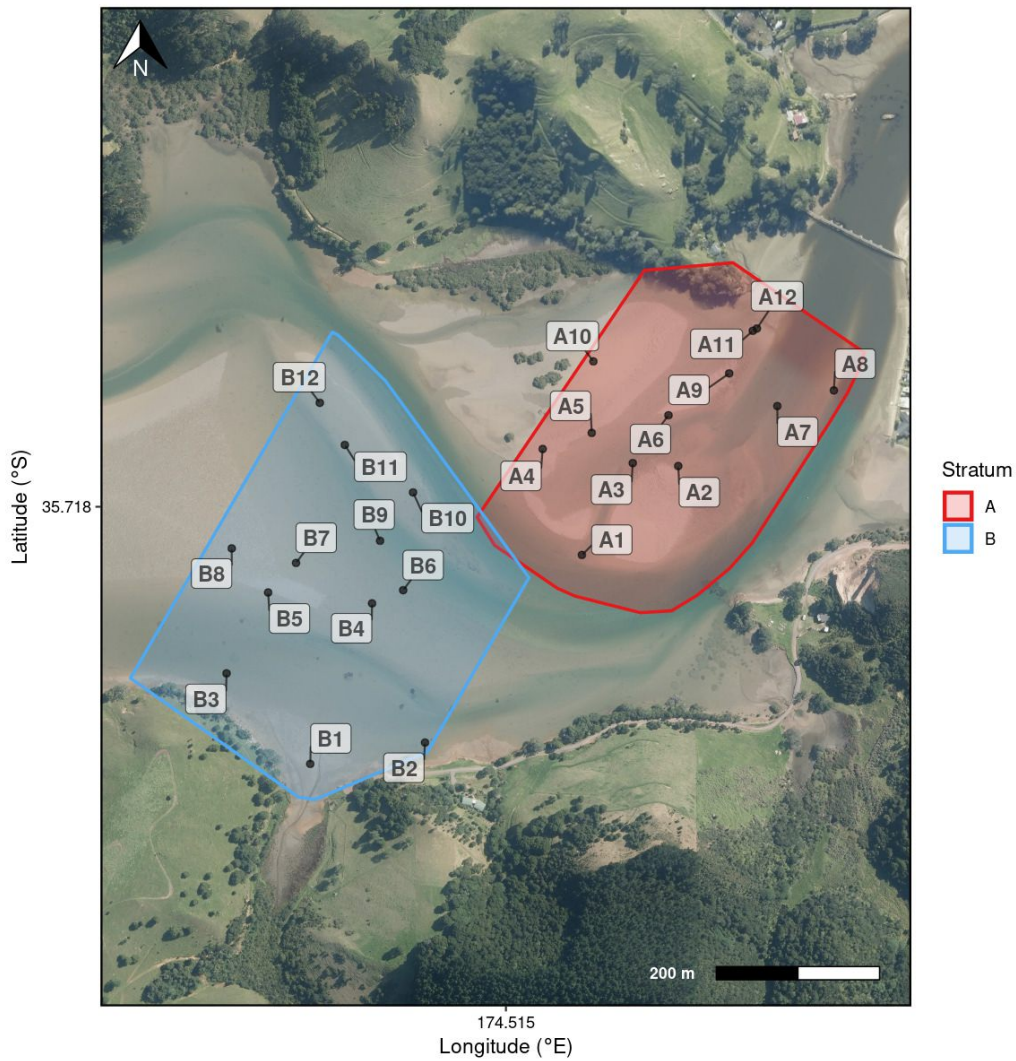 N
A12
A10
A11
A8
B12
A9
A5
A6
A7
B11
A4
A3
A2
B9
B10
A1
B7
B6
B8
B5
B4
B3
B1
B2
200 m
Latitude (°S)
35.718
174.515
Longitude (°E)
Stratum
A
B